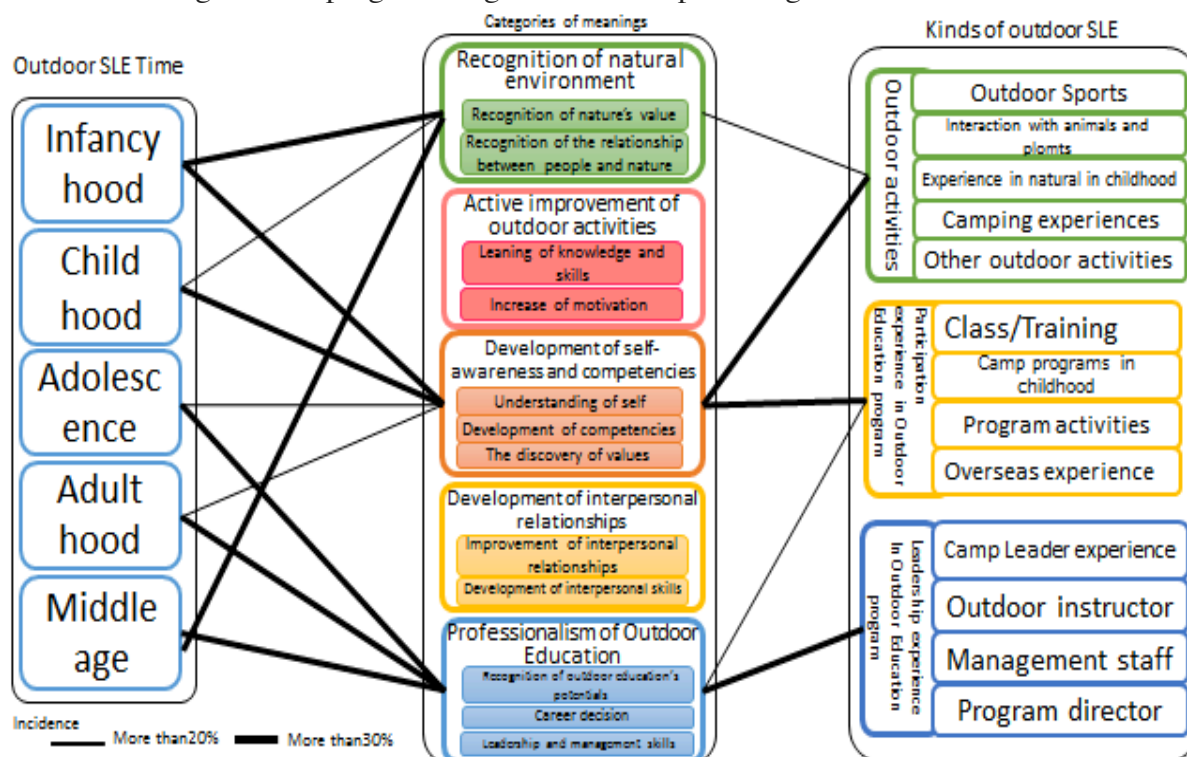 Categories of meanings
Kinds of outdoor SLE
Outdoor SLE Time
Infancy
hood
Child
hood
Adolesc
ence
Adult
hood
Middle
age
Recognition of natural
environment
Recognition of nature's value
Recognition of the relationship
between people and nature
Active improvement of
outdoor activities
Leaning of knowledge and
skills
Increase of motivation
Development of self-
awareness and competencies
Understanding of self
Development of competencies
The discovery of values
Development of interpersonal
relationships
Improvement of interpersonal
relationships
Development of interpersonal skills
Professionalism of Outdoor
Education
Recognition of outdoor education's
potentials
Career decision
Leadership and management skills
Outdoor activities
Outdoor Sports
Interaction with animals and
plomts
Experience in natural in childhood
Camping experiences
Other outdoor activities
Participation
experience in Outdoor
Education program
Class/Training
Camp programs in
childhood
Program activities
Overseas experience
Leadership experience
In Outdoor Education
program
Camp Leader experience
Outdoor instructor
Management staff
Program director
Incidence
More than20%
More than30%